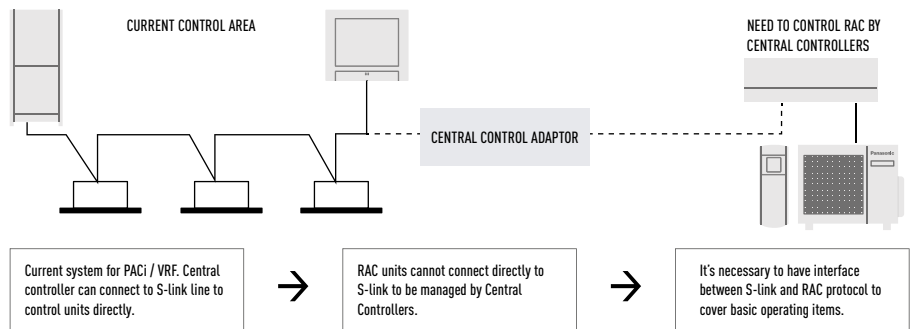 CURRENT CONTROL AREA
NEED TO CONTROL RAC BY
CENTRAL CONTROLLERS
CENTRAL CONTROL ADAPTOR
Panasonic
Current system for PACi / VRF. Central
controller can connect to S-link line to
control units directly.
RAC units cannot connect directly to
S-link to be managed by Central
Controllers.
It's necessary to have interface
between S-link and RAC protocol to
cover basic operating items.